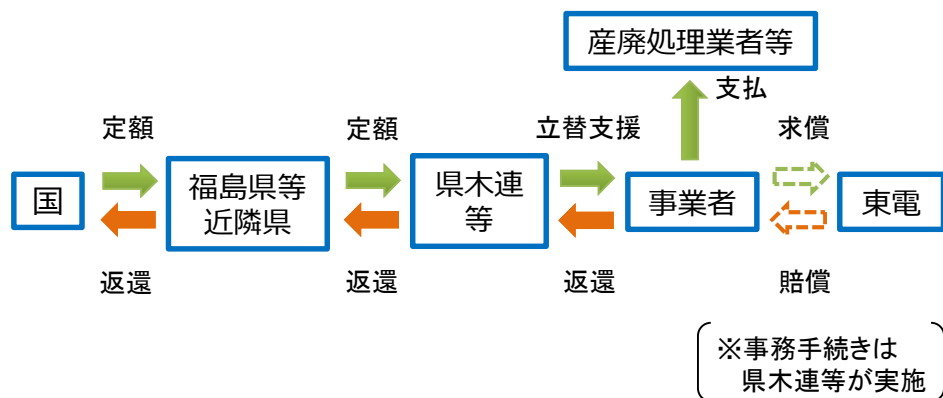 産廃処理業者等
支払
定額
定額
立替支援
求償
国
福島県等
近隣県
県木連
等
事業者
東電
返還
返還
返還
賠償
※事務手続きは
県木連等が実施